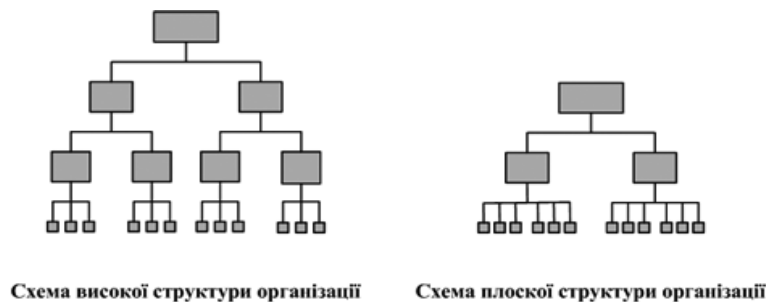 Схема високої структури організації
Схема плоскої структури організації